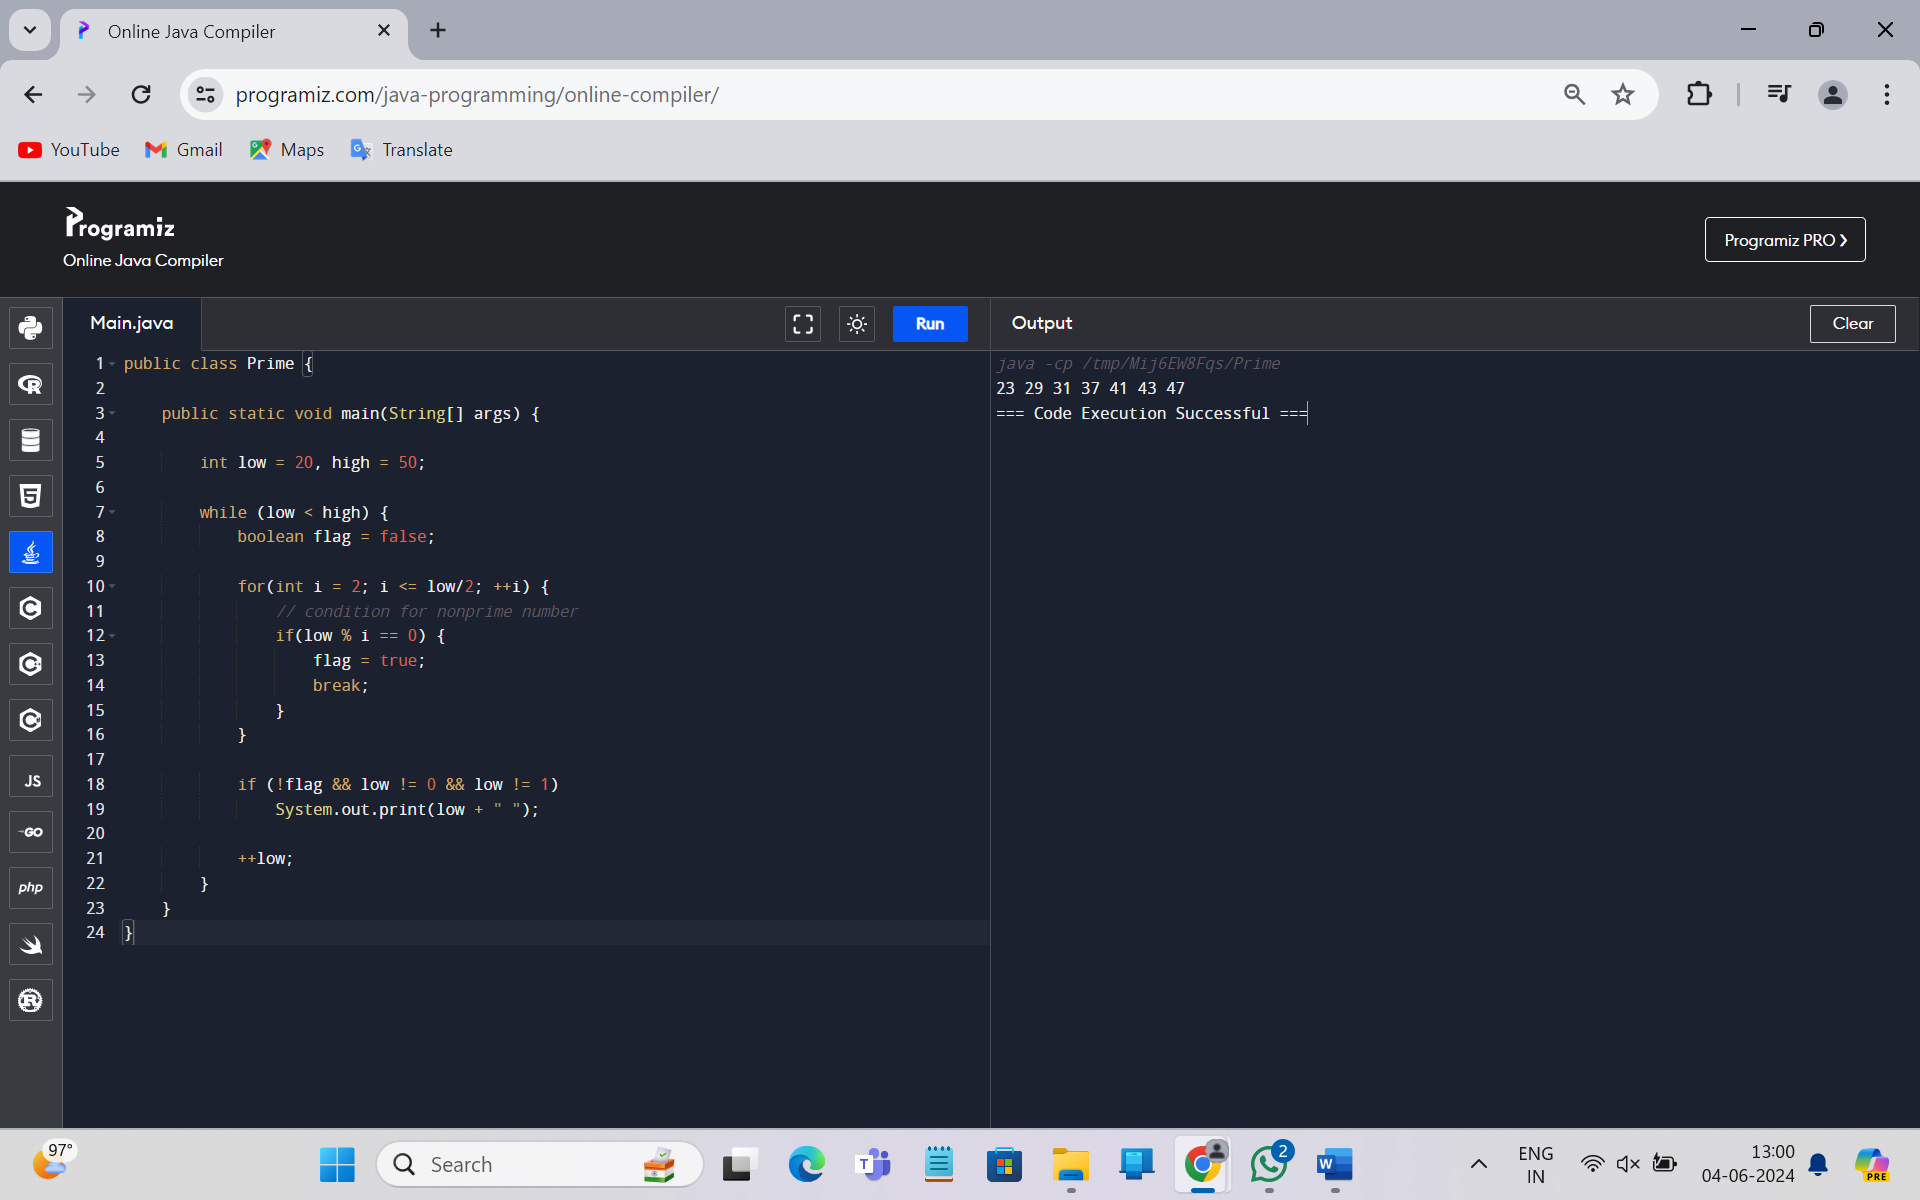 Online Java Compiler
programiz.com/java-programming/online-compiler/
YouTube Gmail Maps Translate
Programiz
Online Java Compiler
Programiz PRO ❯
Main.java
Run
Output
Clear
1 public class Prime {
2
3     public static void main(String[] args) {
4
5         int low = 20, high = 50;
6
7         while (low < high) {
8             boolean flag = false;
9
10             for(int i = 2; i <= low/2; ++i) {
11                 // condition for nonprime number
12                 if(low % i == 0) {
13                     flag = true;
14                     break;
15                 }
16             }
17
18             if (!flag && low != 0 && low != 1)
19                 System.out.print(low + " ");
20
21             ++low;
22         }
23     }
24 }
java -cp /tmp/Mij6EW8Fqs/Prime
23 29 31 37 41 43 47
=== Code Execution Successful ===
R
5
C
C
C
JS
GO
php
R
97°
Search
T
2
W
ENG
IN
13:00
04-06-2024
PRE